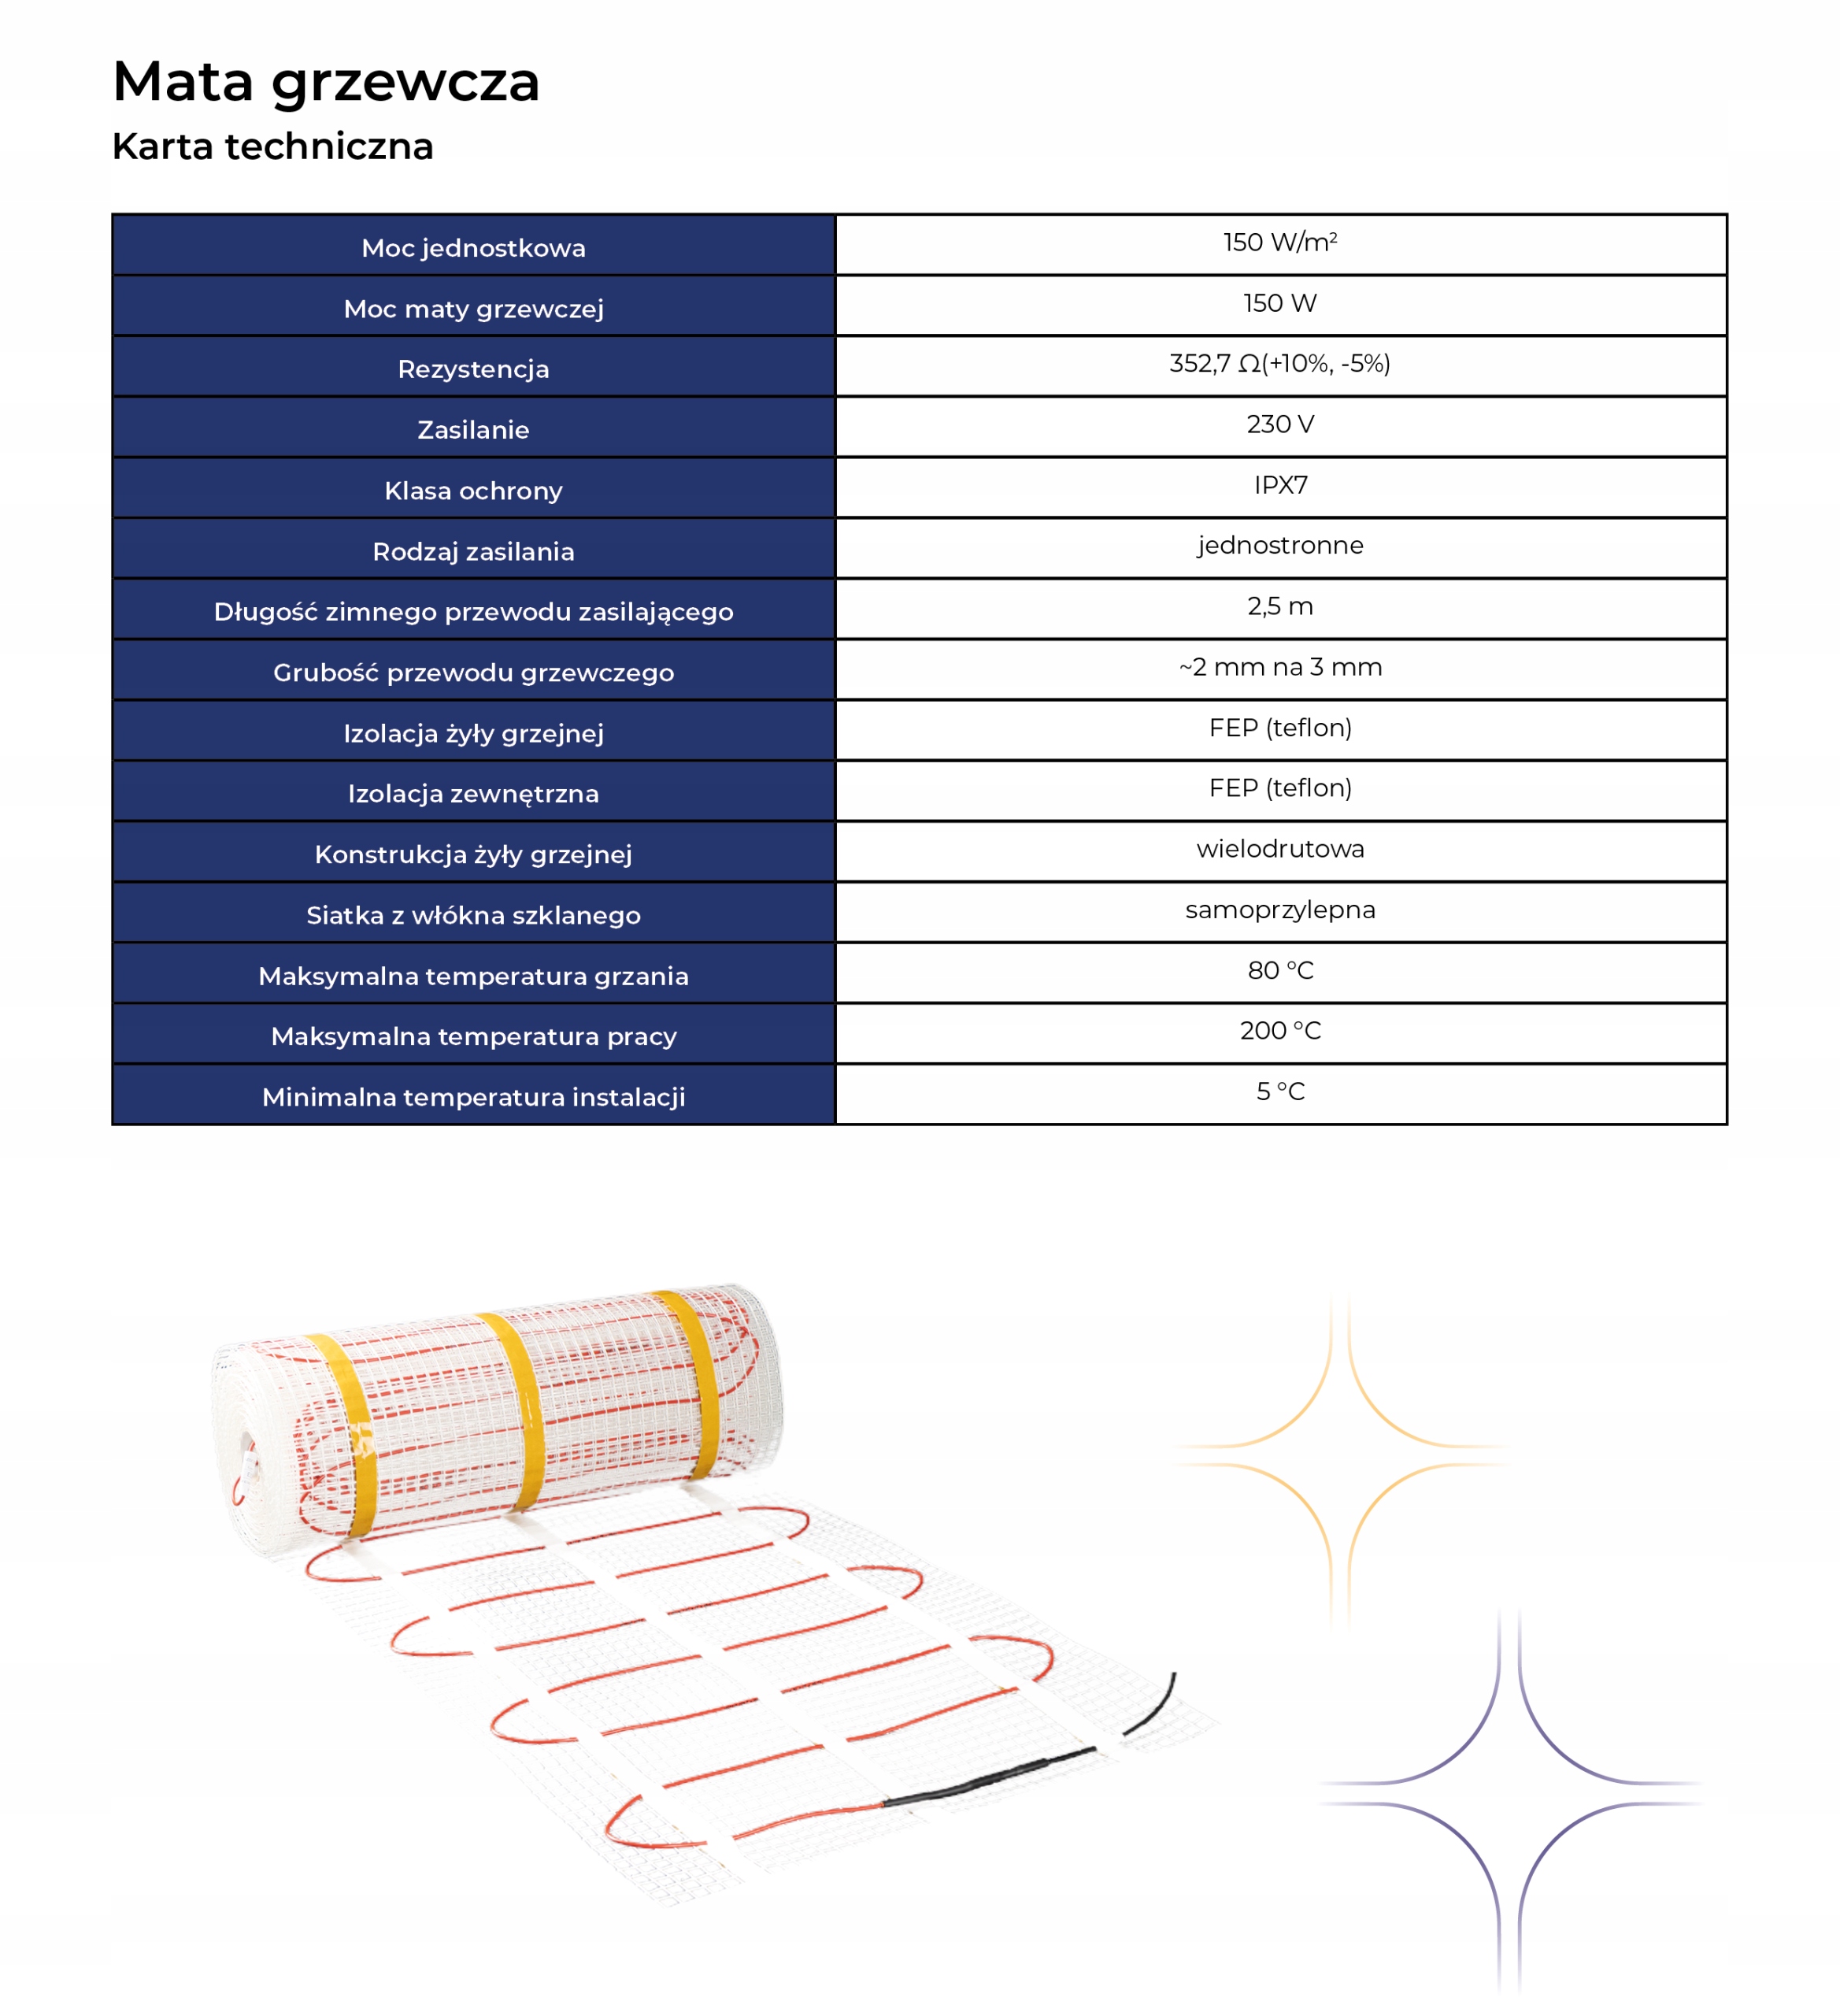 Mata grzewcza
Karta techniczna
Moc jednostkowa 150 W/m²
Moc maty grzewczej 150 W
Rezystencja 352,7 Ω(+10%, -5%)
Zasilanie 230 V
Klasa ochrony IPX7
Rodzaj zasilania jednostronne
Długość zimnego przewodu zasilającego 2,5 m
Grubość przewodu grzewczego ~2 mm na 3 mm
Izolacja żyły grzejnej FEP (teflon)
Izolacja zewnętrzna FEP (teflon)
Konstrukcja żyły grzejnej wielodrutowa
Siatka z włókna szklanego samoprzylepna
Maksymalna temperatura grzania 80 °C
Maksymalna temperatura pracy 200 °C
Minimalna temperatura instalacji 5 °C